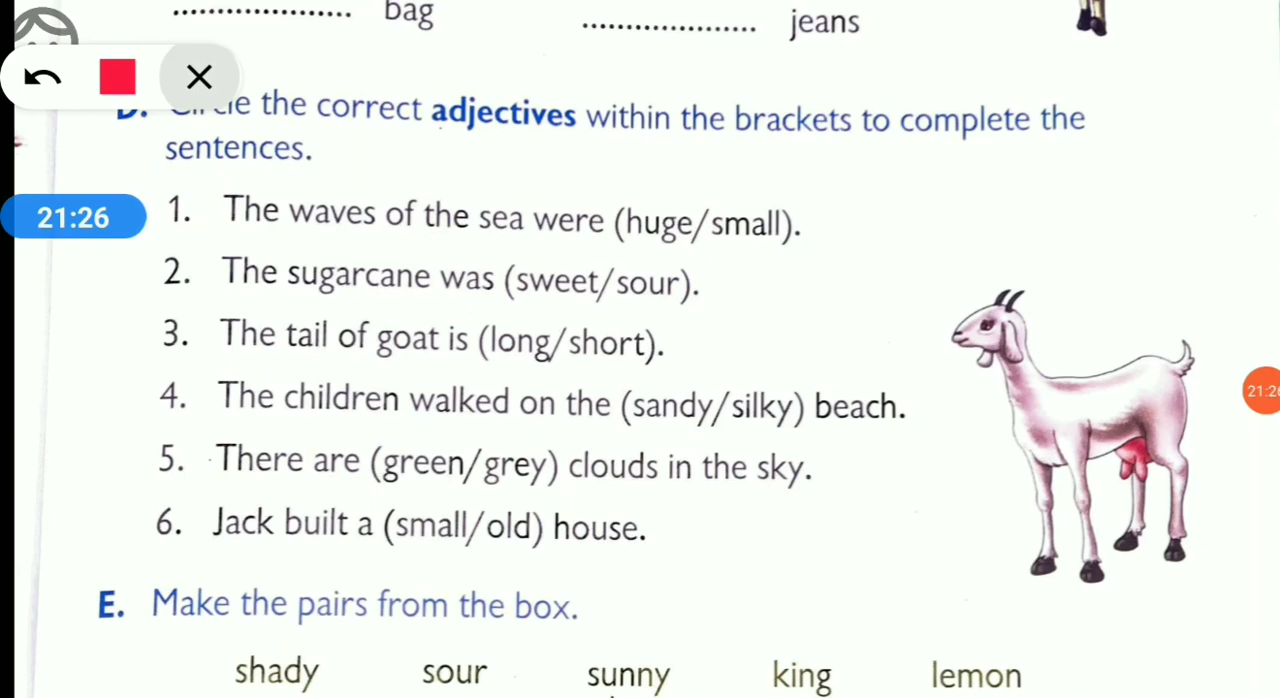 .................... bag
................... jeans
D. Circle the correct adjectives within the brackets to complete the
sentences.
21:26
1. The waves of the sea were (huge/small).
2. The sugarcane was (sweet/sour).
3. The tail of goat is (long/short).
21:26
4. The children walked on the (sandy/silky) beach.
5. There are (green/grey) clouds in the sky.
6. Jack built a (small/old) house.
E. Make the pairs from the box.
shady sour sunny king lemon